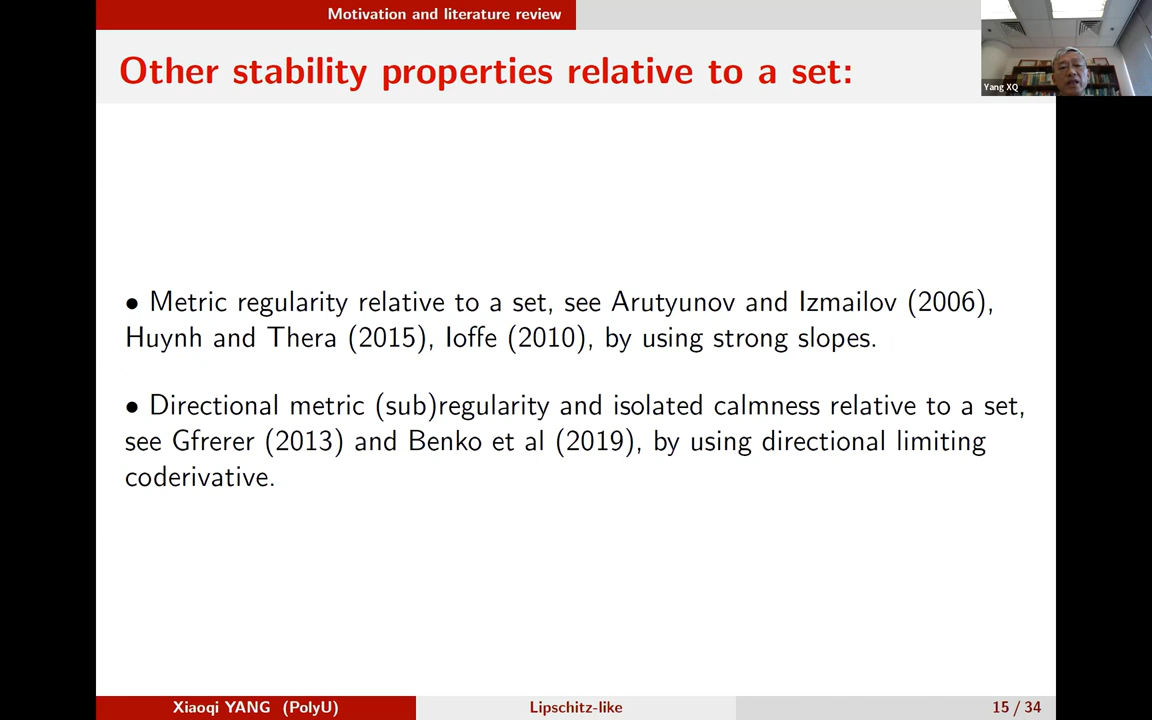 Motivation and literature review
Other stability properties relative to a set:
Yang XQ
• Metric regularity relative to a set, see Arutyunov and Izmailov (2006),
Huynh and Thera (2015), Ioffe (2010), by using strong slopes.
• Directional metric (sub)regularity and isolated calmness relative to a set,
see Gfrerer (2013) and Benko et al (2019), by using directional limiting
coderivative.
Xiaoqi YANG (PolyU)
Lipschitz-like
15 / 34